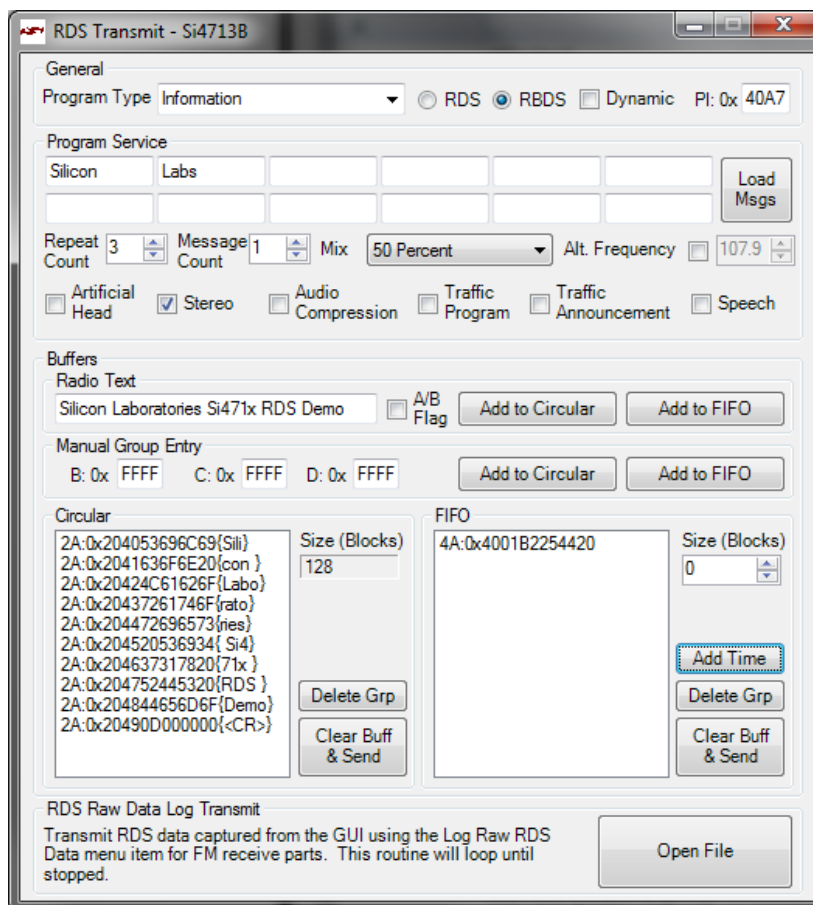 RDS Transmit - Si4713B
General
Program Type Information RDS RBDS Dynamic PI: 0x 40A7
Program Service
Silicon Labs
Load Msgs
Repeat Count 3 Message Count 1 Mix 50 Percent Alt. Frequency 107.9
Artificial Head Stereo Audio Compression Traffic Program Traffic Announcement Speech
Buffers
Radio Text
Silicon Laboratories Si471x RDS Demo A/B Flag Add to Circular Add to FIFO
Manual Group Entry
B: 0x FFFF C: 0x FFFF D: 0x FFFF Add to Circular Add to FIFO
Circular
2A:0x204053696C69{Sili}
2A:0x2041636F6E20{con }
2A:0x20424C61626F{Labo}
2A:0x20437261746F{rato}
2A:0x204472696573{ries}
2A:0x204520536934{ Si4}
2A:0x204637317820{71x }
2A:0x204752445320{RDS }
2A:0x204844656D6F{Demo}
2A:0x20490D000000{<CR>}
Size (Blocks)
128
Delete Grp
Clear Buff
& Send
FIFO
4A:0x4001B2254420
Size (Blocks)
0
Add Time
Delete Grp
Clear Buff
& Send
RDS Raw Data Log Transmit
Transmit RDS data captured from the GUI using the Log Raw RDS
Data menu item for FM receive parts. This routine will loop until
stopped.
Open File